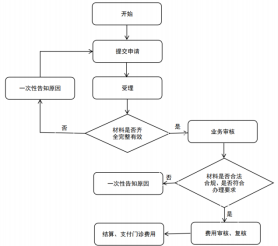 开始
提交申请
一次性告知原因
受理
材料是否齐
全完整有效
否
是
业务审核
材料是否合法
合规，是否符合
办理要求
否
一次性告知原因
是
结算、支付门诊费用
费用审核、复核